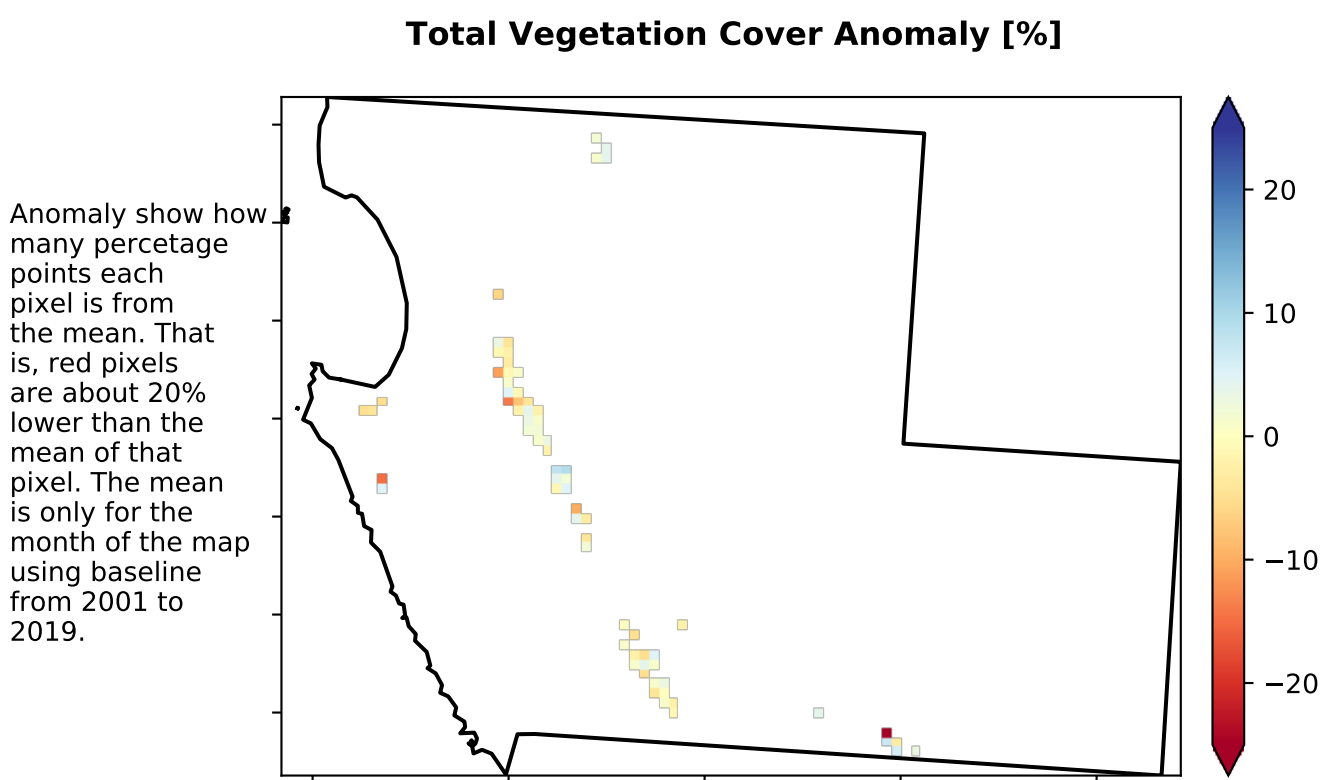 Total Vegetation Cover Anomaly [%]
Anomaly show how
many percetage
points each
pixel is from
the mean. That
is, red pixels
are about 20%
lower than the
mean of that
pixel. The mean
is only for the
month of the map
using baseline
from 2001 to
2019.
20
10
0
−10
−20